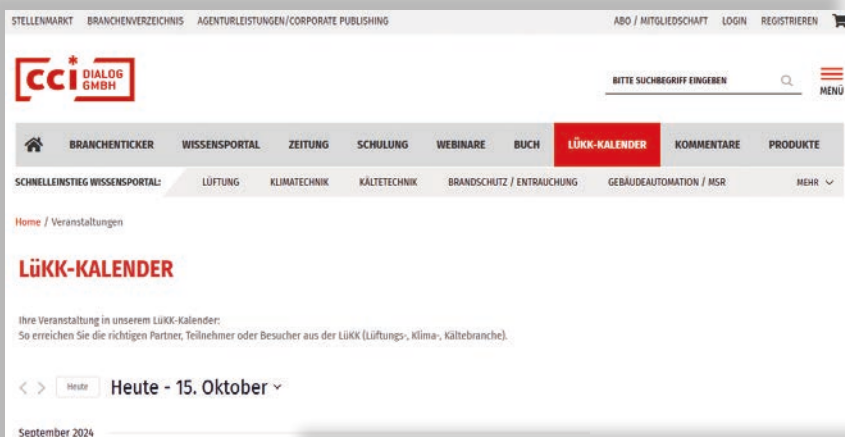 STELLENMARKT BRANCHENVERZEICHNIS AGENTURLEISTUNGEN/CORPORATE PUBLISHING ABO / MITGLIEDSCHAFT LOGIN REGISTRIEREN
cci DIALOG
GMBH
BITTE SUCHBEGRIFF EINGEBEN
MENÜ
BRANCHENTICKER WISSENSPORTAL ZEITUNG SCHULUNG WEBINARE BUCH LÜKK-KALENDER KOMMENTARE PRODUKTE
SCHNELLEINSTIEG WISSENSPORTAL: LÜFTUNG KLIMATECHNIK KÄLTETECHNIK BRANDSCHUTZ / ENTRAUCHUNG GEBÄUDEAUTOMATION / MSR MEHR
Home / Veranstaltungen
LüKK-KALENDER
Ihre Veranstaltung in unserem LüKK-Kalender:
So erreichen Sie die richtigen Partner, Teilnehmer oder Besucher aus der LüKK (Lüftungs-, Klima-, Kältebranche).
Heute Heute - 15. Oktober
September 2024